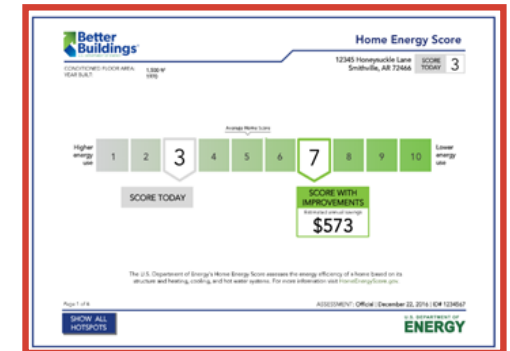 Better
Buildings
Home Energy Score
12345 Honeysuckle Lane
Smithville, AR 72466
SCORE
TODAY
3
CONDITIONED FLOOR AREA:
YEAR BUILT:
1970
Average Home Score
Higher
energy
use
1 2 3 4 5 6 7 8 9 10
Lower
energy
use
SCORE TODAY
SCORE WITH
IMPROVEMENTS
Estimated annual savings
$573
The U.S. Department of Energy's Home Energy Score assesses the energy efficiency of a home based on its
structure and heating, cooling, and hot water systems. For more information visit HomeEnergyScore.gov.
Page 1 of 4
ASSESSMENT: Official | December 22, 2016 | ID# 1234567
SHOW ALL
HOTSPOTS
U.S. DEPARTMENT OF
ENERGY